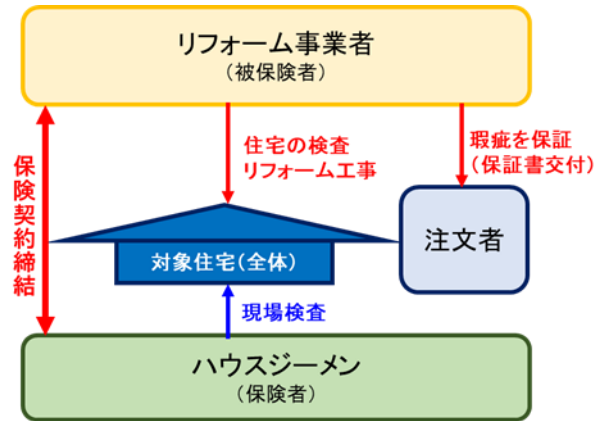 リフォーム事業者
（被保険者）
保険契約締結
住宅の検査
リフォーム工事
瑕疵を保証
（保証書交付）
対象住宅（全体）
注文者
現場検査
ハウスジーメン
（保険者）